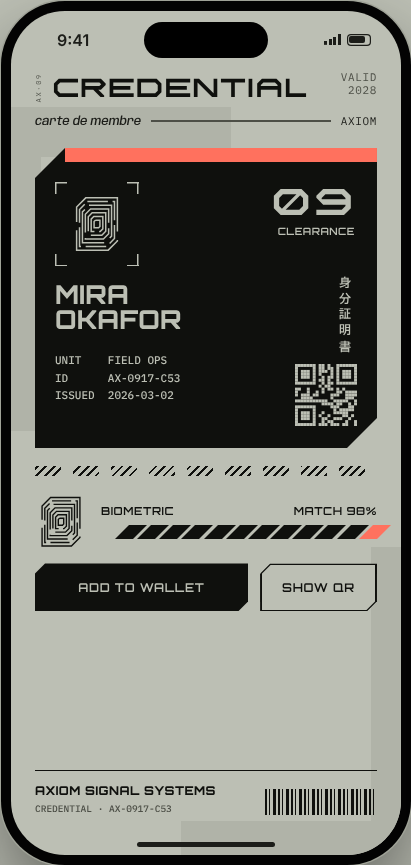 9:41
AX-09
CREDENTIAL
VALID
2028
carte de membre
AXIOM
09
CLEARANCE
MIRA
OKAFOR
身分証明書
UNIT FIELD OPS
ID AX-0917-C53
ISSUED 2026-03-02
BIOMETRIC
MATCH 98%
ADD TO WALLET
SHOW QR
AXIOM SIGNAL SYSTEMS
CREDENTIAL · AX-0917-C53